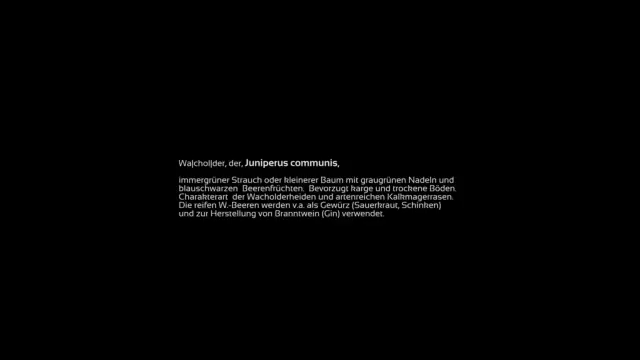 Wa|chol|der, der, Juniperus communis,
immergrüner Strauch oder kleinerer Baum mit graugrünen Nadeln und
blauschwarzen Beerenfrüchten. Bevorzugt karge und trockene Böden.
Charakterart der Wacholderheiden und artenreichen Kalkmagerrasen.
Die reifen W.-Beeren werden v.a. als Gewürz (Sauerkraut, Schinken)
und zur Herstellung von Branntwein (Gin) verwendet.